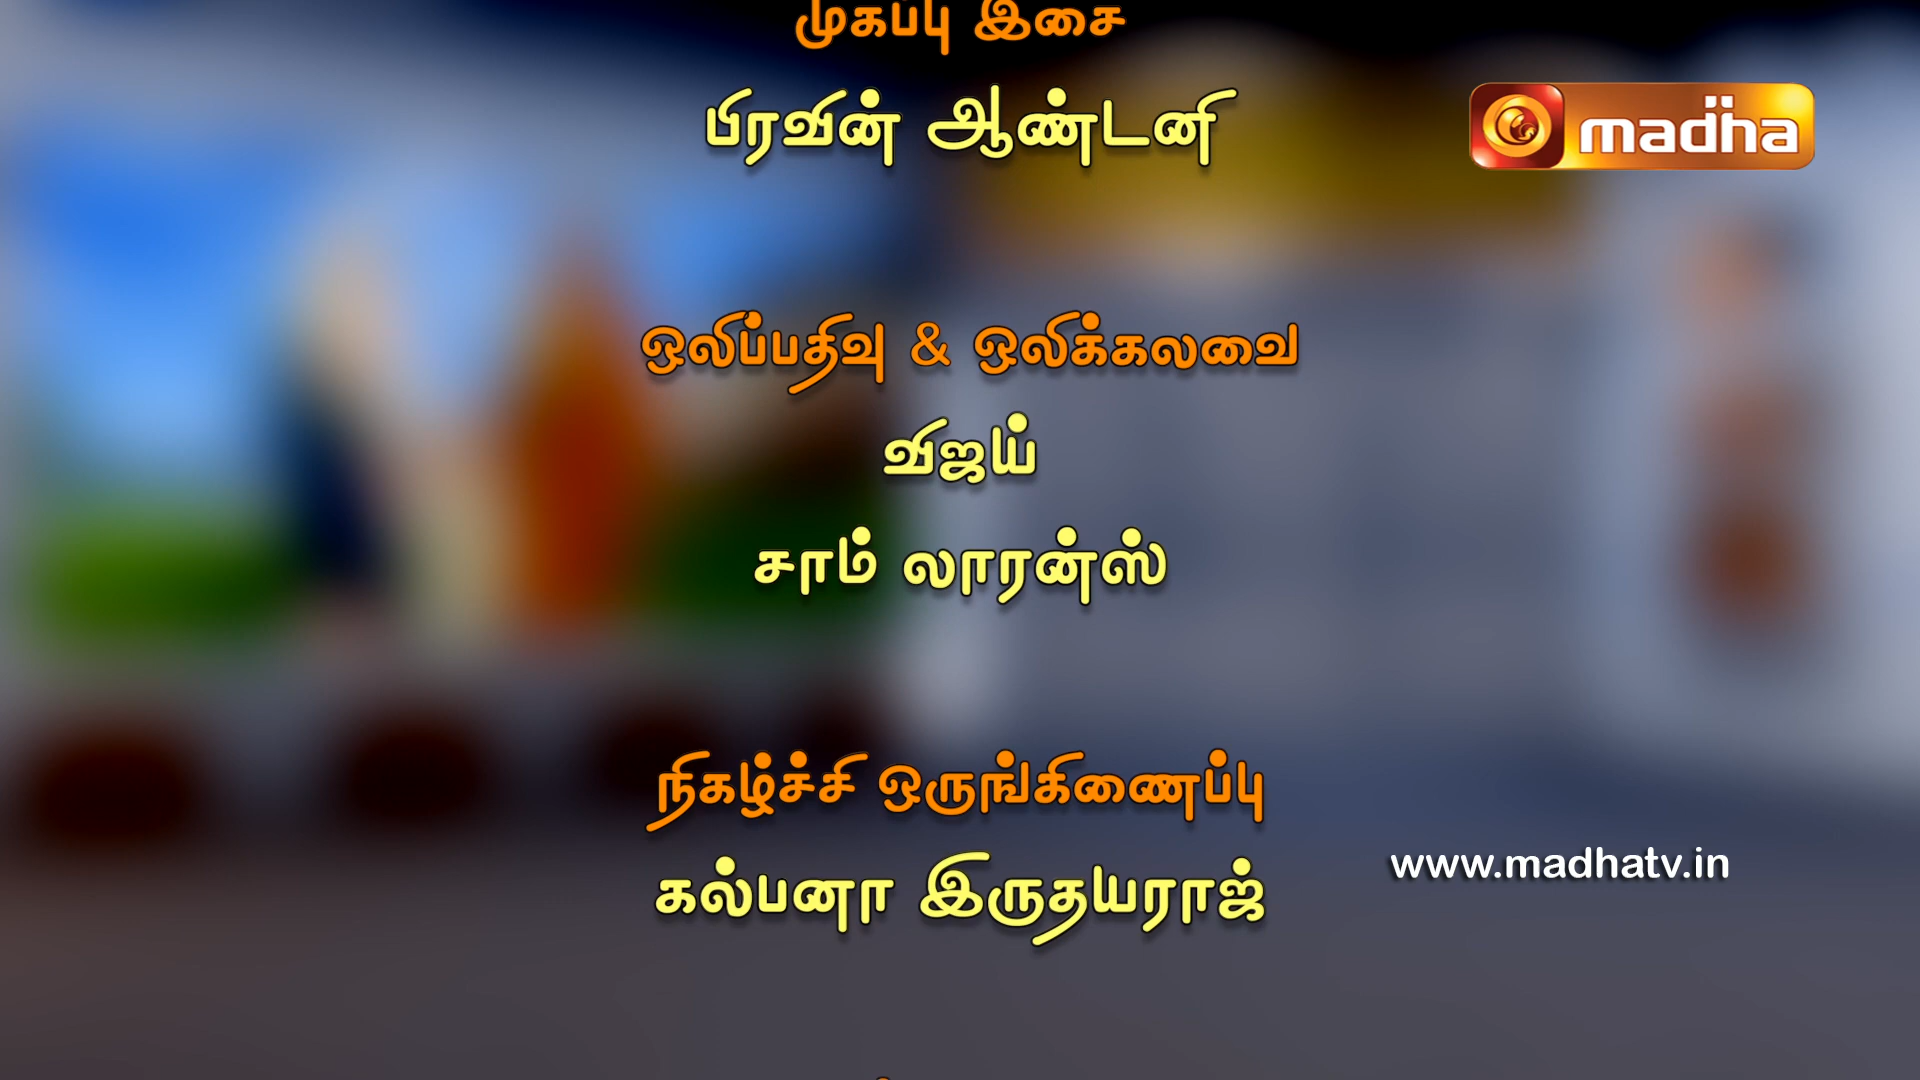 முகப்பு இசை
பிரவின் ஆண்டனி
madha
ஒலிப்பதிவு & ஒலிக்கலவை
விஜய்
சாம் லாரன்ஸ்
நிகழ்ச்சி ஒருங்கிணைப்பு
கல்பனா இருதயராஜ்
www.madhatv.in